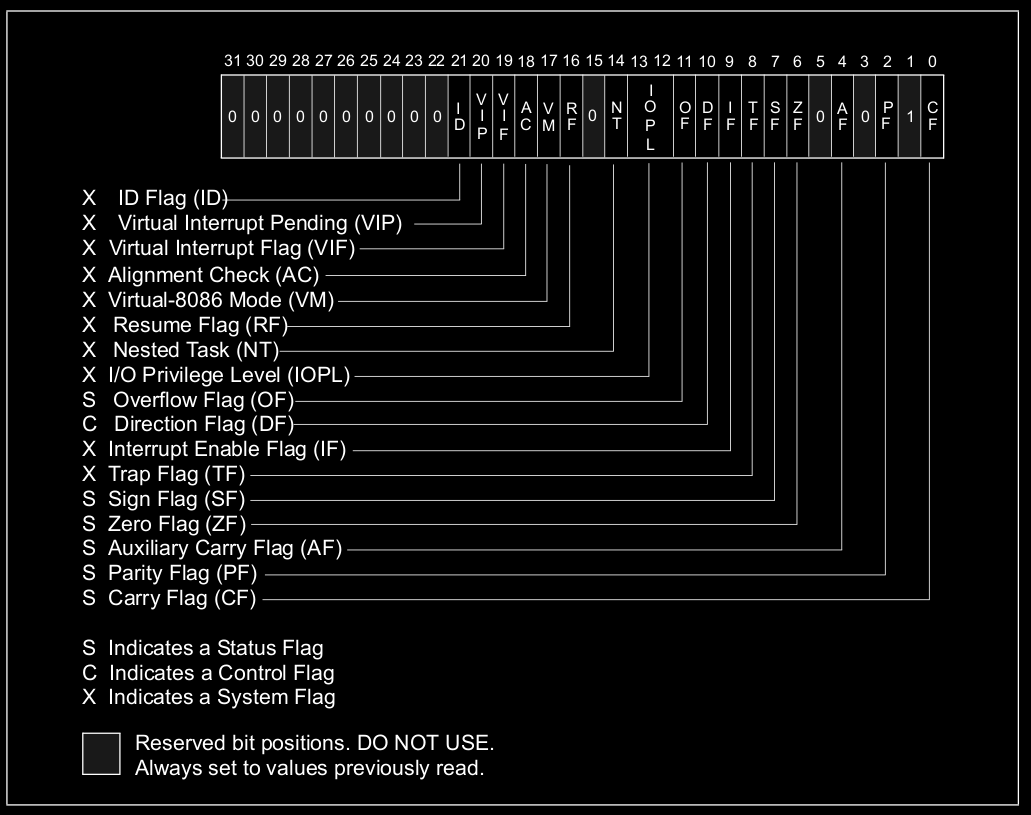 31 30 29 28 27 26 25 24 23 22 21 20 19 18 17 16 15 14 13 12 11 10 9 8 7 6 5 4 3 2 1 0
0 0 0 0 0 0 0 0 0 0 ID VIP VIF AC VM RF 0 NT IOPL OF DF IF TF SF ZF 0 AF 0 PF 1 CF
X ID Flag (ID)
X Virtual Interrupt Pending (VIP)
X Virtual Interrupt Flag (VIF)
X Alignment Check (AC)
X Virtual-8086 Mode (VM)
X Resume Flag (RF)
X Nested Task (NT)
X I/O Privilege Level (IOPL)
S Overflow Flag (OF)
C Direction Flag (DF)
X Interrupt Enable Flag (IF)
X Trap Flag (TF)
S Sign Flag (SF)
S Zero Flag (ZF)
S Auxiliary Carry Flag (AF)
S Parity Flag (PF)
S Carry Flag (CF)
S Indicates a Status Flag
C Indicates a Control Flag
X Indicates a System Flag
Reserved bit positions. DO NOT USE.
Always set to values previously read.